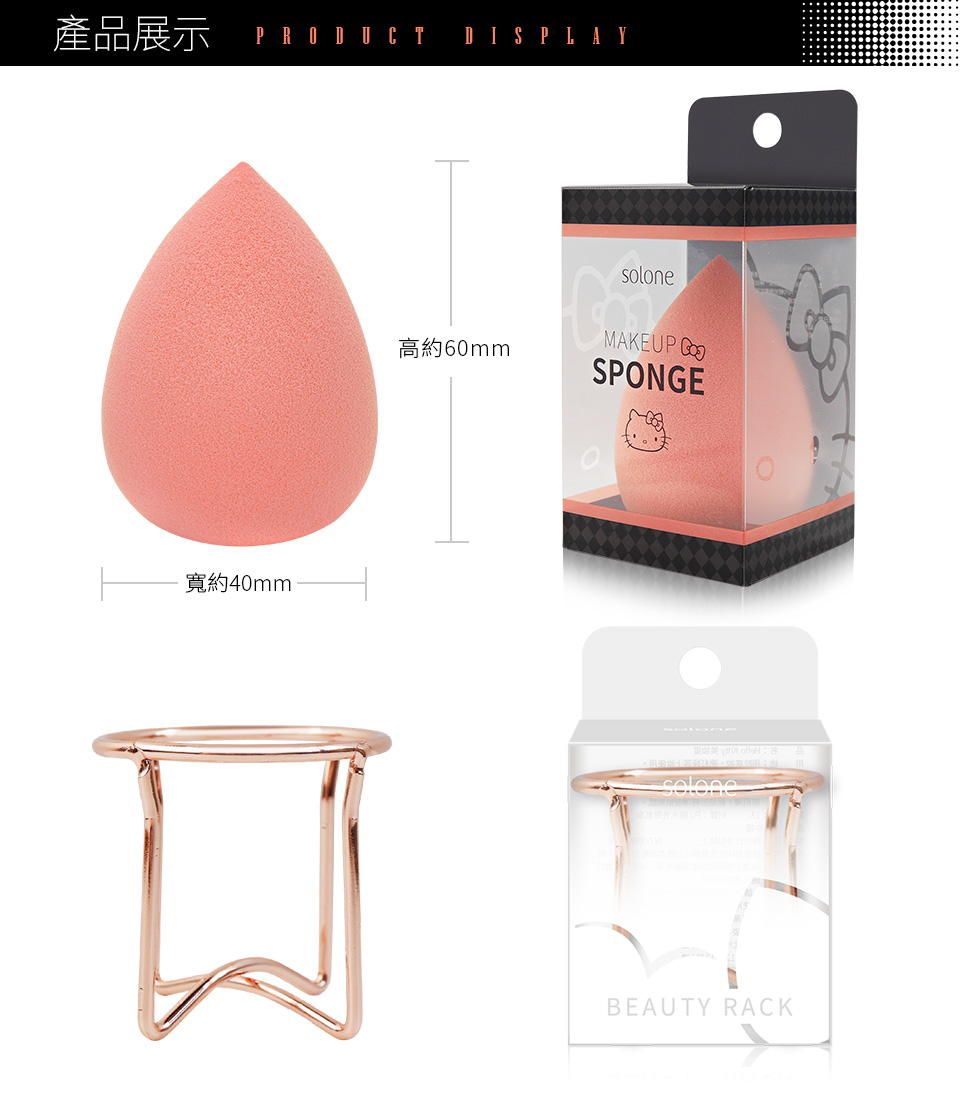 產品展示 PRODUCT DISPLAY
高約60mm
寬約40mm
solone
MAKEUP
SPONGE
solone
solone
BEAUTY RACK